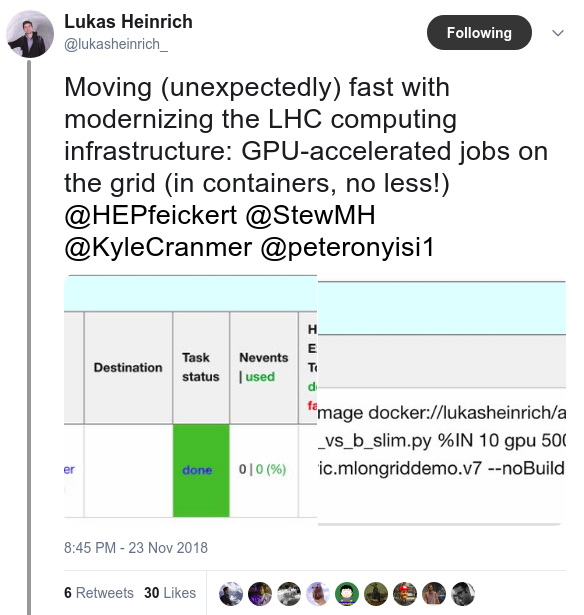 Lukas Heinrich
@lukasheinrich_
Following
Moving (unexpectedly) fast with
modernizing the LHC computing
infrastructure: GPU-accelerated jobs on
the grid (in containers, no less!)
@HEPfeickert @StewMH
@KyleCranmer @peteronyisi1
Destination
Task
status
Nevents
| used
H
E
To
d
fa
er
done
0 | 0 (%)
mage docker://lukasheinrich/a
_vs_b_slim.py %IN 10 gpu 500
ic.mlongriddemo.v7 --noBuild
8:45 PM - 23 Nov 2018
6 Retweets 30 Likes